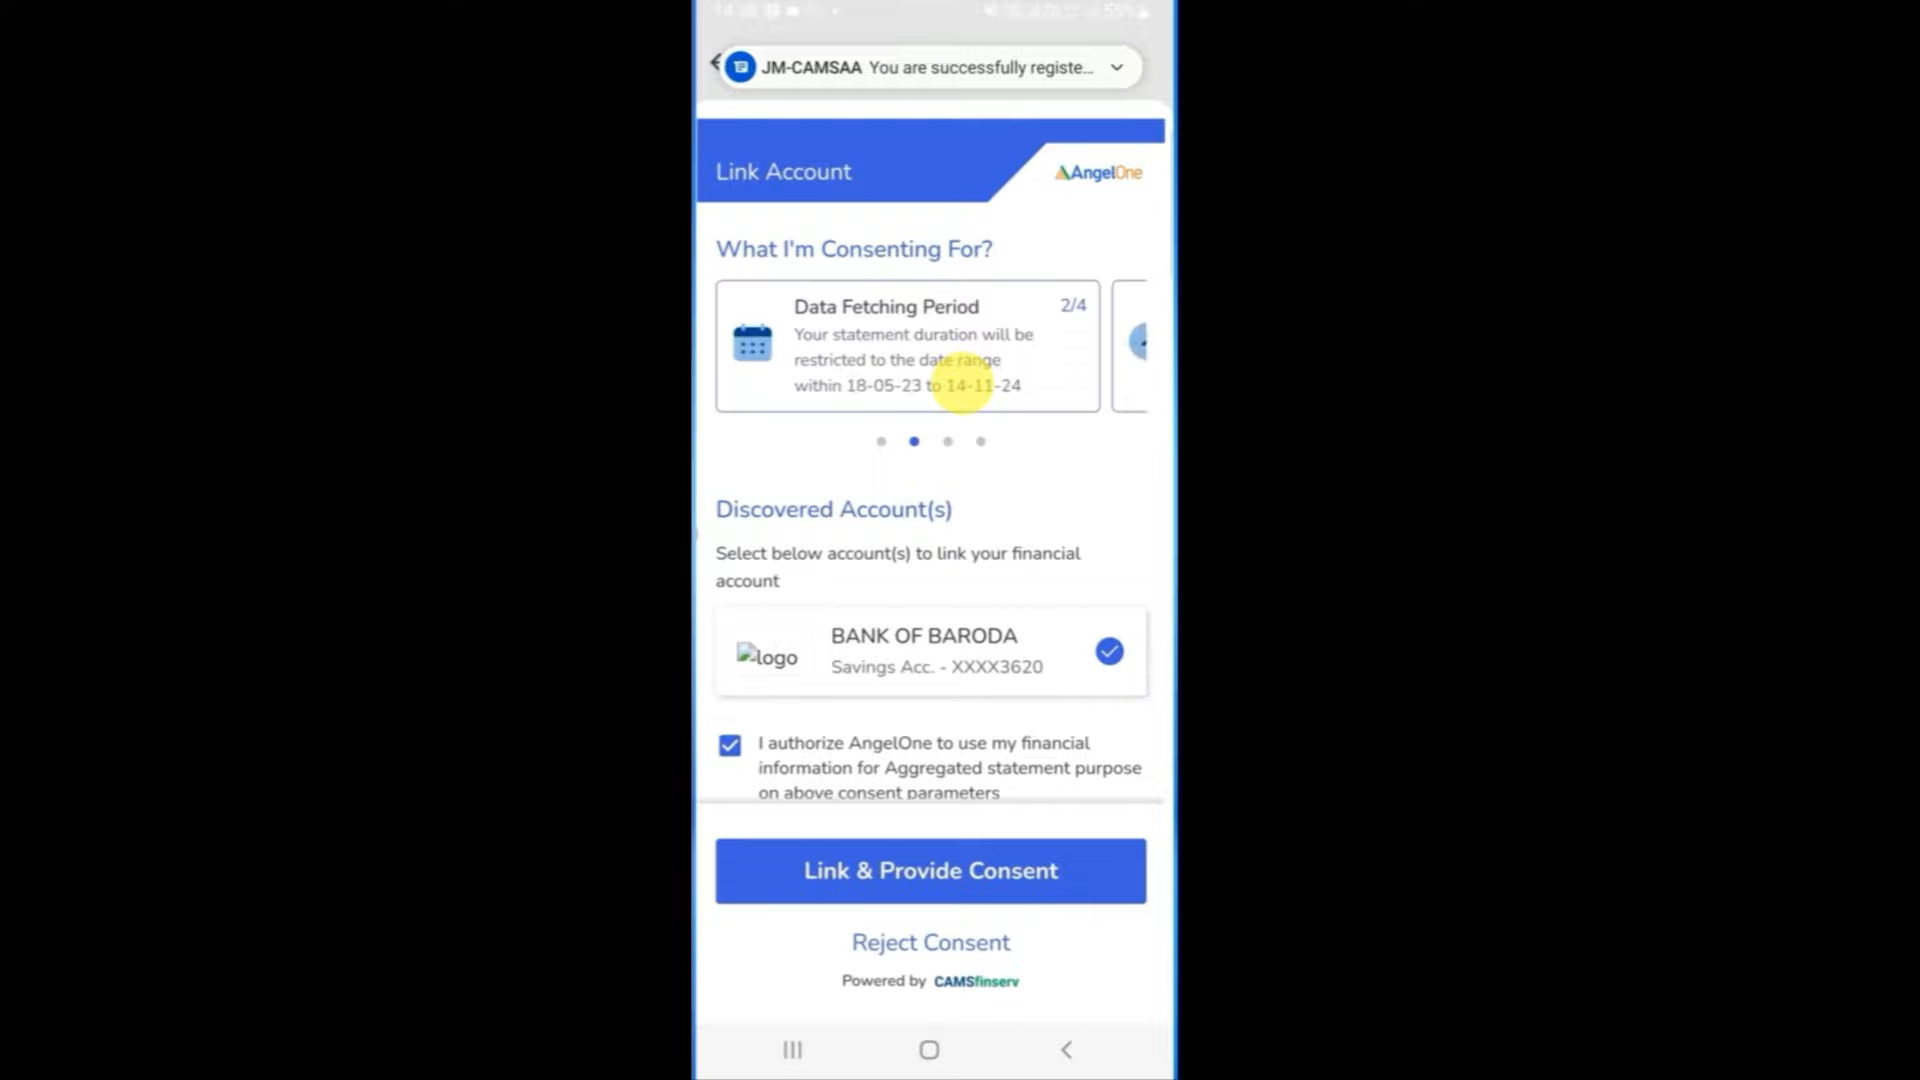 JM-CAMSAA You are successfully registe...
Link Account
AngelOne
What I'm Consenting For?
Data Fetching Period 2/4
Your statement duration will be
restricted to the date range
within 18-05-23 to 14-11-24
Discovered Account(s)
Select below account(s) to link your financial
account
logo
BANK OF BARODA
Savings Acc. - XXXX3620
I authorize AngelOne to use my financial
information for Aggregated statement purpose
on above consent parameters
Link & Provide Consent
Reject Consent
Powered by CAMSfinserv